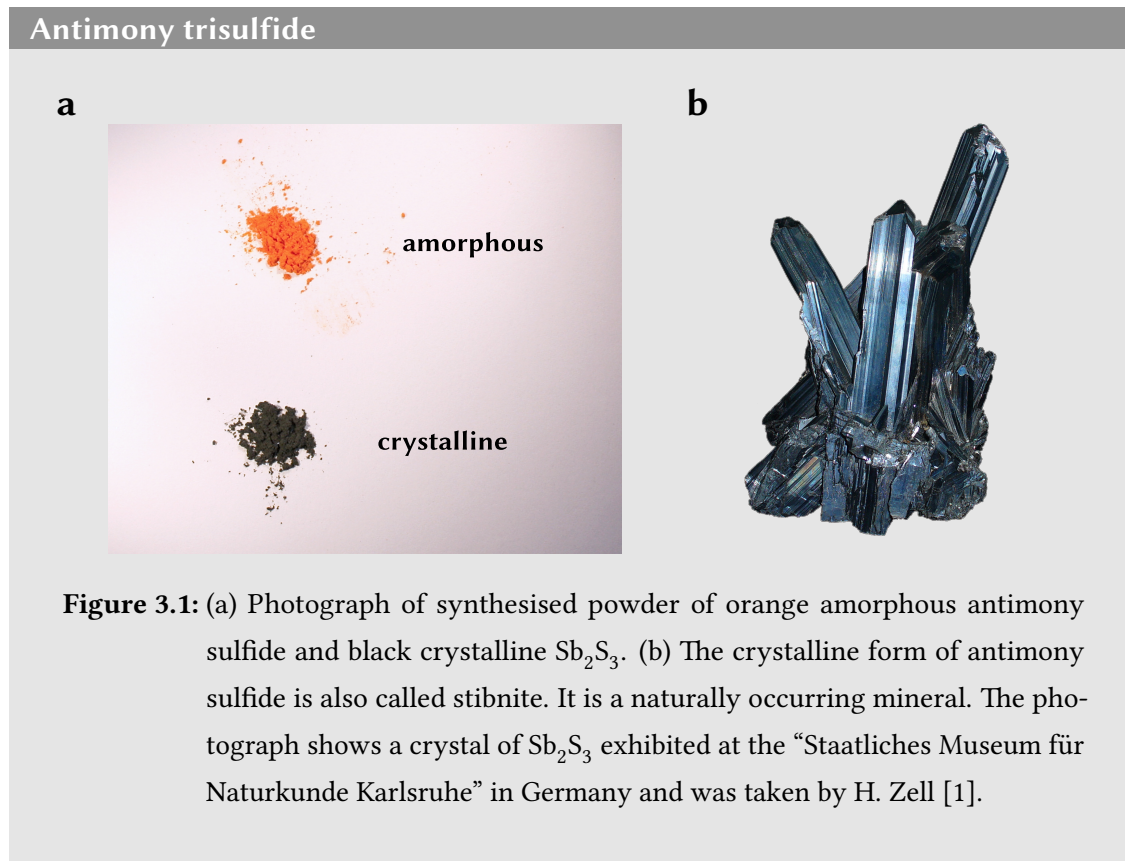 Antimony trisulfide
a
b
amorphous
crystalline
Figure 3.1: (a) Photograph of synthesised powder of orange amorphous antimony
sulfide and black crystalline Sb₂S₃. (b) The crystalline form of antimony
sulfide is also called stibnite. It is a naturally occurring mineral. The pho-
tograph shows a crystal of Sb₂S₃ exhibited at the “Staatliches Museum für
Naturkunde Karlsruhe” in Germany and was taken by H. Zell [1].